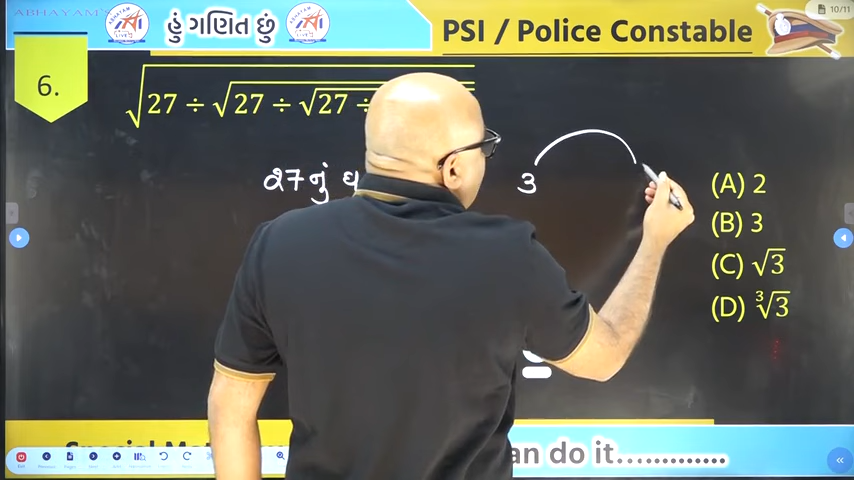 ABHAYAM'S
હું ગણિત છું
PSI / Police Constable
10/11
6.
√27 ÷ √27 ÷ √27 ÷
27નું ઘ
3
(A) 2
(B) 3
(C) √3
(D) ∛3
an do it.............